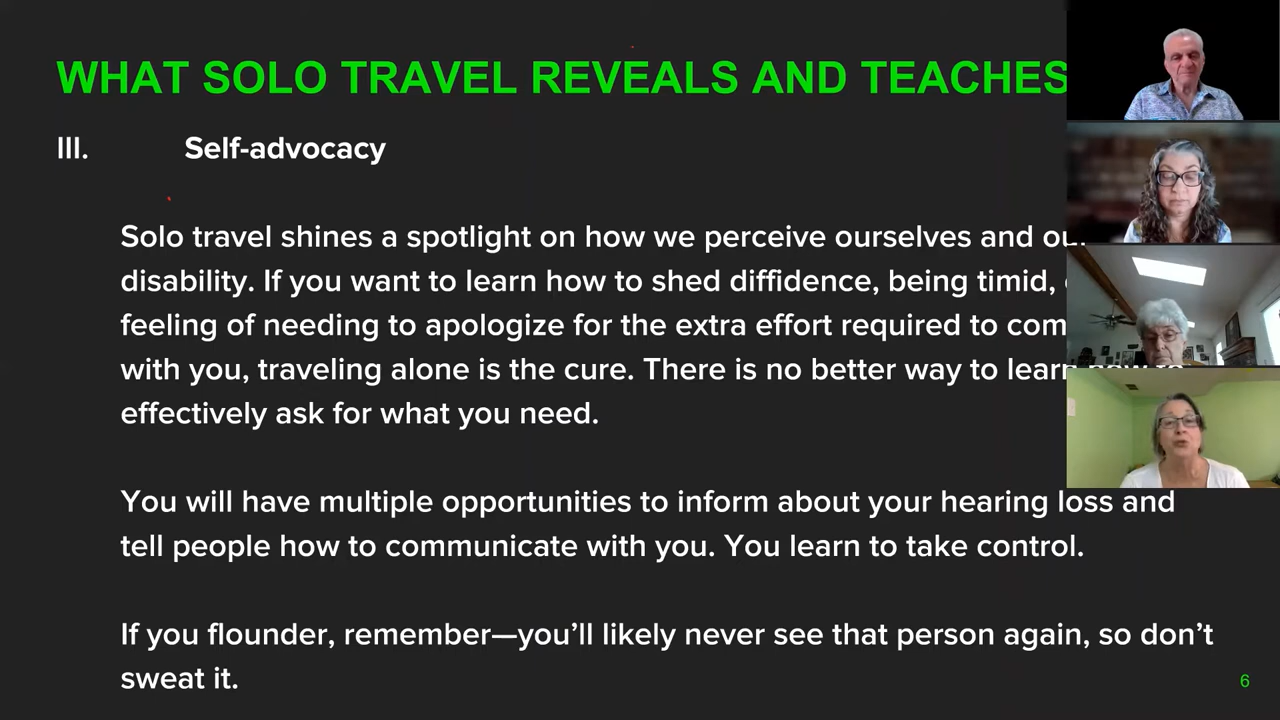 WHAT SOLO TRAVEL REVEALS AND TEACHES
III. Self-advocacy
Solo travel shines a spotlight on how we perceive ourselves and our
disability. If you want to learn how to shed diffidence, being timid,
feeling of needing to apologize for the extra effort required to
with you, traveling alone is the cure. There is no better way to learn how to
effectively ask for what you need.
You will have multiple opportunities to inform about your hearing loss and
tell people how to communicate with you. You learn to take control.
If you flounder, remember—you’ll likely never see that person again, so don’t
sweat it.
6